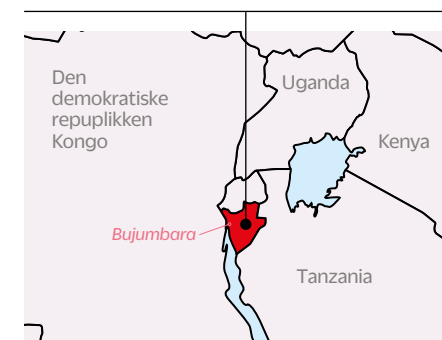 Den
demokratiske
repuplikken
Kongo
Uganda
Kenya
Bujumbara
Tanzania